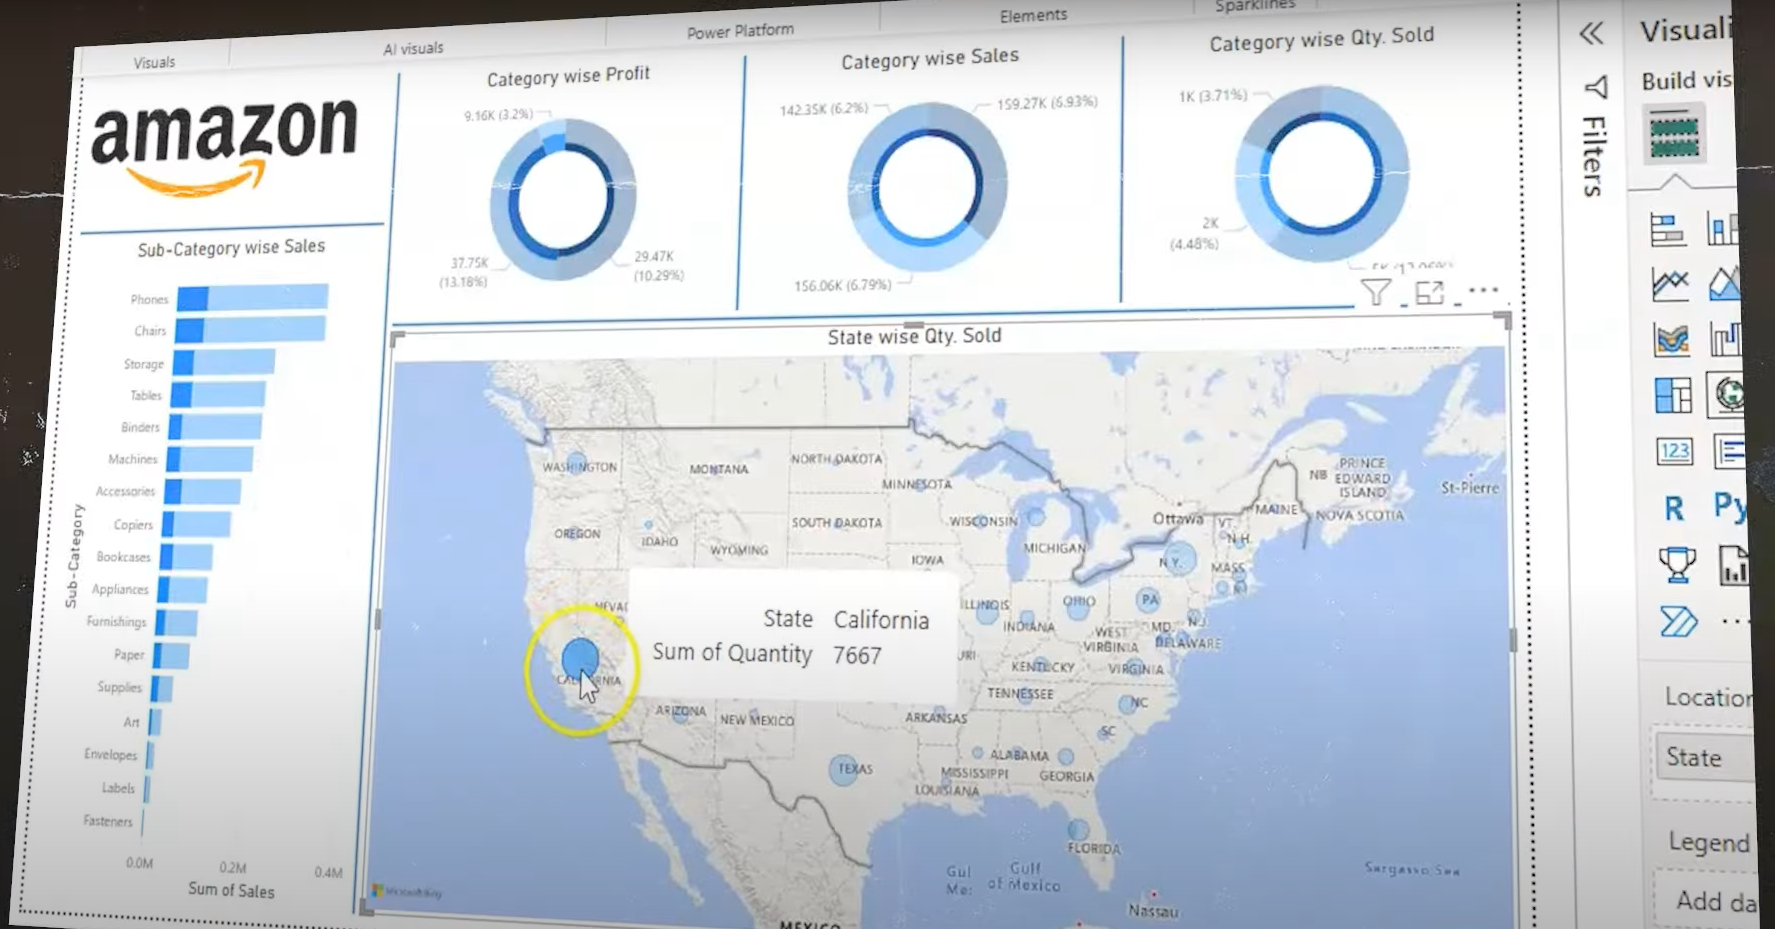 Visuals
AI visuals
Power Platform
Elements
Sparklines
amazon
Category wise Profit
9.16K (3.2%)
37.75K
(13.18%)
29.47K
(10.29%)
Category wise Sales
142.35K (6.2%)
159.27K (6.93%)
156.06K (6.79%)
Category wise Qty. Sold
1K (3.71%)
2K
(4.48%)
Sub-Category wise Sales
Phones
Chairs
Storage
Tables
Binders
Machines
Accessories
Copiers
Bookcases
Appliances
Furnishings
Paper
Supplies
Art
Envelopes
Labels
Fasteners
Sub-Category
0.0M
0.2M
0.4M
Sum of Sales
State wise Qty. Sold
WASHINGTON
MONTANA
NORTH DAKOTA
MINNESOTA
OREGON
IDAHO
WYOMING
SOUTH DAKOTA
WISCONSIN
MICHIGAN
IOWA
Ottawa
VT.
N.H.
MAINE
NB
PRINCE
EDWARD
ISLAND
NOVA SCOTIA
St-Pierre
N.Y.
MASS
NEVAD
ILLINOIS
INDIANA
OHIO
PA
N.J.
MD.
DELAWARE
WEST
VIRGINIA
KENTUCKY
VIRGINIA
State California
Sum of Quantity 7667
URI
CALIFORNIA
TENNESSEE
NC
ARIZONA
NEW MEXICO
ARKANSAS
SC
TEXAS
ALABAMA
MISSISSIPPI
GEORGIA
LOUISIANA
FLORIDA
Gulf
of Mexico
Sargasso Sea
Nassau
MEXICO
Microsoft Bing
Filters
Visuali
Build vis
123
R
Py
Location
State
Legend
Add da